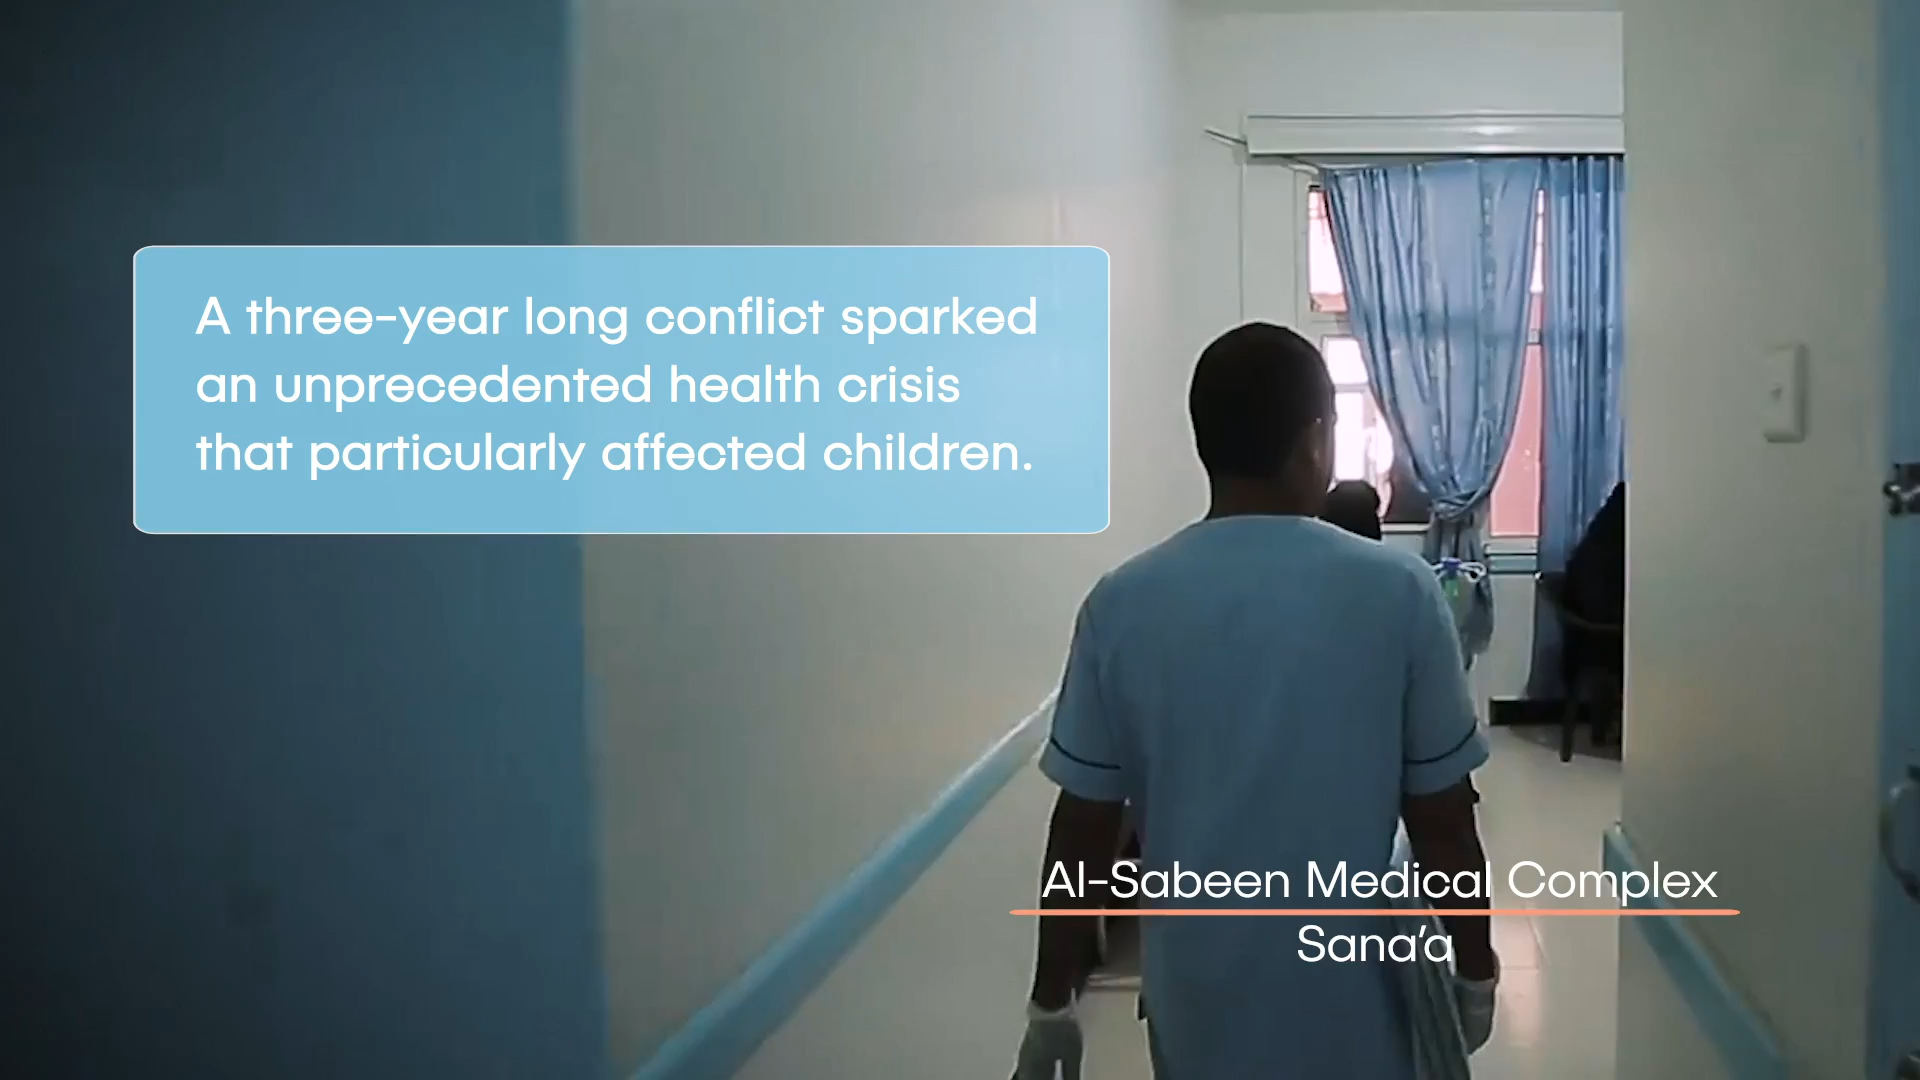 A three-year long conflict sparked
an unprecedented health crisis
that particularly affected children.
Al-Sabeen Medical Complex
Sana'a